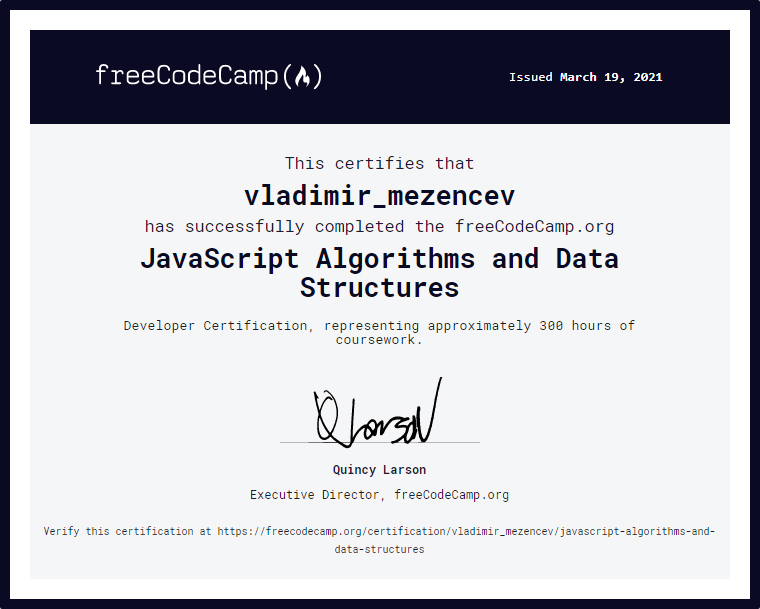 freeCodeCamp
Issued March 19, 2021
This certifies that
vladimir_mezencev
has successfully completed the freeCodeCamp.org
JavaScript Algorithms and Data
Structures
Developer Certification, representing approximately 300 hours of
coursework.
Q Larson
Quincy Larson
Executive Director, freeCodeCamp.org
Verify this certification at https://freecodecamp.org/certification/vladimir_mezencev/javascript-algorithms-and-
data-structures